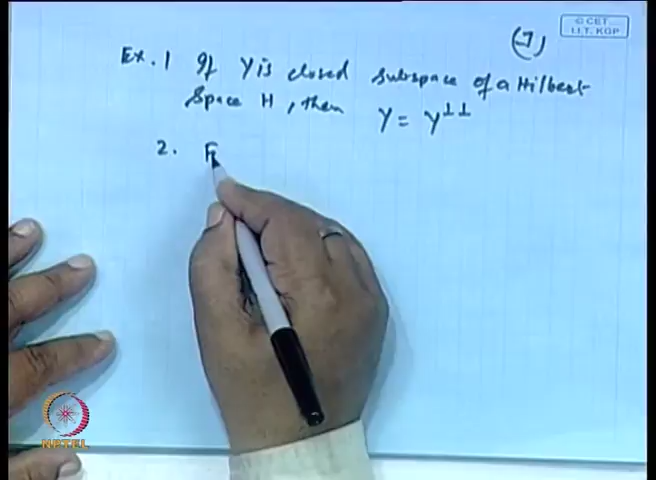 (7)
© CET
I.I.T. KGP
Ex. 1 If Y is closed subspace of a Hilbert
Space H, then Y = Y⊥⊥
2. F
NPTEL